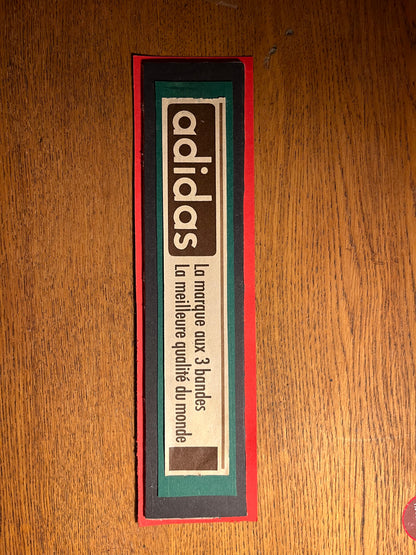 adidas
La marque aux 3 bandes
La meilleure qualité du monde